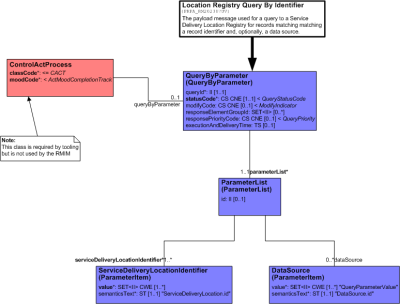 Location Registry Query By Identifier
The payload message used for a query to a Service
Delivery Location Registry for records matching matching
a record identifier and, optionally, a data source.
ControlActProcess
classCode*: <= CACT
moodCode*: < ActMoodCompletionTrack
0..1
queryByParameter
QueryByParameter
(QueryByParameter)
queryId*: II [1..1]
statusCode*: CS CNE [1..1] < QueryStatusCode
modifyCode: CS CNE [0..1] < ModifyIndicator
responseElementGroupId: SET<II> [0..*]
responsePriorityCode: CS CNE [0..1] < QueryPriority
executionAndDeliveryTime: TS [0..1]
Note:
This class is required by tooling
but is not used by the RMIM
1..1 parameterList*
ParameterList
(ParameterList)
id: II [0..1]
serviceDeliveryLocationIdentifier* 1..*
0..* dataSource
ServiceDeliveryLocationIdentifier
(ParameterItem)
value*: SET<II> CWE [1..*]
semanticsText*: ST [1..1] "ServiceDeliveryLocation.id"
DataSource
(ParameterItem)
value*: SET<II> CWE [1..*] "QueryParameterValue"
semanticsText*: ST [1..1] "DataSource.id"